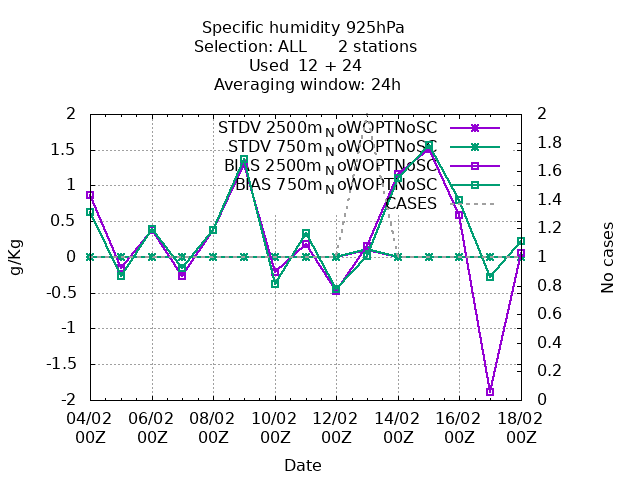 Specific humidity 925hPa
Selection: ALL 2 stations
Used 12 + 24
Averaging window: 24h
STDV 2500m_NoWOPTNoSC
STDV 750m_NoWOPTNoSC
BIAS 2500m_NoWOPTNoSC
BIAS 750m_NoWOPTNoSC
CASES
g/Kg
2
1.5
1
0.5
0
-0.5
-1
-1.5
-2
No cases
2
1.8
1.6
1.4
1.2
1
0.8
0.6
0.4
0.2
0
04/02 06/02 08/02 10/02 12/02 14/02 16/02 18/02
00Z 00Z 00Z 00Z 00Z 00Z 00Z 00Z
Date